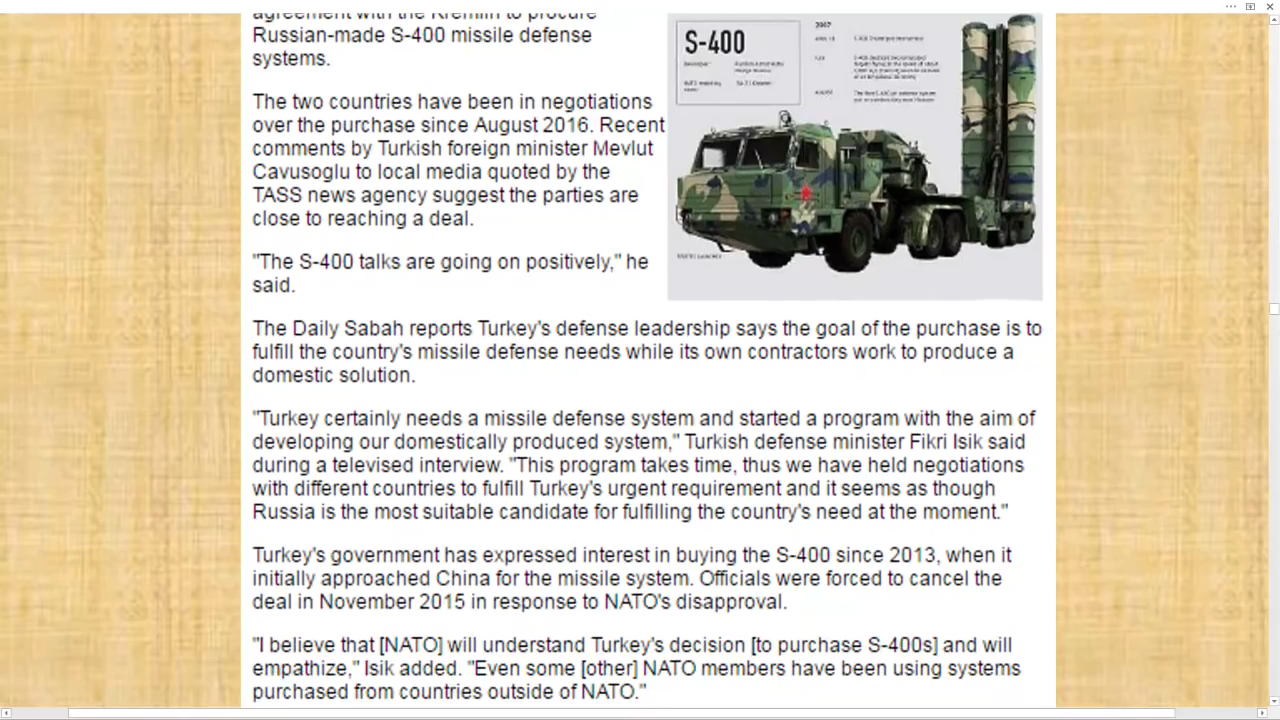 agreement with the Kremlin to procure
Russian-made S-400 missile defense
systems.
The two countries have been in negotiations
over the purchase since August 2016. Recent
comments by Turkish foreign minister Mevlut
Cavusoglu to local media quoted by the
TASS news agency suggest the parties are
close to reaching a deal.
"The S-400 talks are going on positively," he
said.
S-400
2007
The Daily Sabah reports Turkey's defense leadership says the goal of the purchase is to
fulfill the country's missile defense needs while its own contractors work to produce a
domestic solution.
"Turkey certainly needs a missile defense system and started a program with the aim of
developing our domestically produced system," Turkish defense minister Fikri Isik said
during a televised interview. "This program takes time, thus we have held negotiations
with different countries to fulfill Turkey's urgent requirement and it seems as though
Russia is the most suitable candidate for fulfilling the country's need at the moment."
Turkey's government has expressed interest in buying the S-400 since 2013, when it
initially approached China for the missile system. Officials were forced to cancel the
deal in November 2015 in response to NATO's disapproval.
"I believe that [NATO] will understand Turkey's decision [to purchase S-400s] and will
empathize," Isik added. "Even some [other] NATO members have been using systems
purchased from countries outside of NATO."